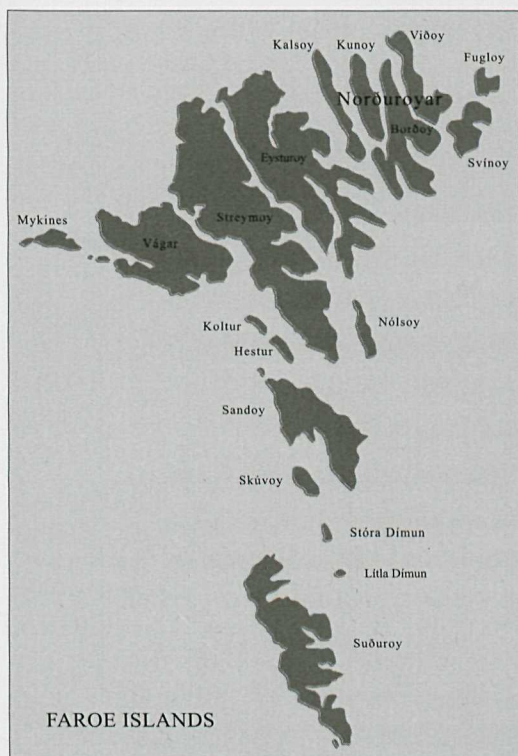 Viðoy
Kalsoy
Kunoy
Fugloy
Norðuroyar
Borðoy
Eysturoy
Svínoy
Mykines
Streymoy
Vágar
Nólsoy
Koltur
Hestur
Sandoy
Skúvoy
Stóra Dímun
Lítla Dímun
Suðuroy
FAROE ISLANDS